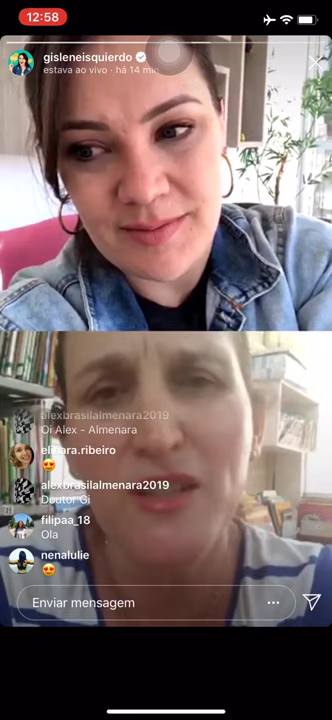 12:58
gisleneisquierdo
estava ao vivo · há 14 min
alexbrasilalmenara2019
Oi Alex - Almenara
elinara.ribeiro
😍
alexbrasilalmenara2019
Doutor Gi
filipaa_18
Ola
nenalulie
😍
Enviar mensagem